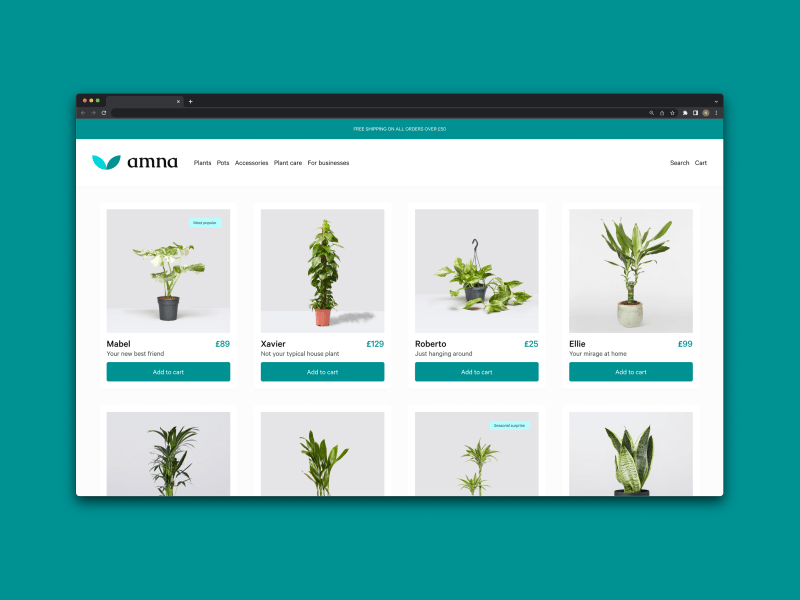 FREE SHIPPING ON ALL ORDERS OVER £50
amna
Plants Pots Accessories Plant care For businesses Search Cart
Most popular
Mabel £89
Your new best friend
Add to cart
Xavier £129
Not your typical house plant
Add to cart
Roberto £25
Just hanging around
Add to cart
Ellie £99
Your mirage at home
Add to cart
Seasonal surprise